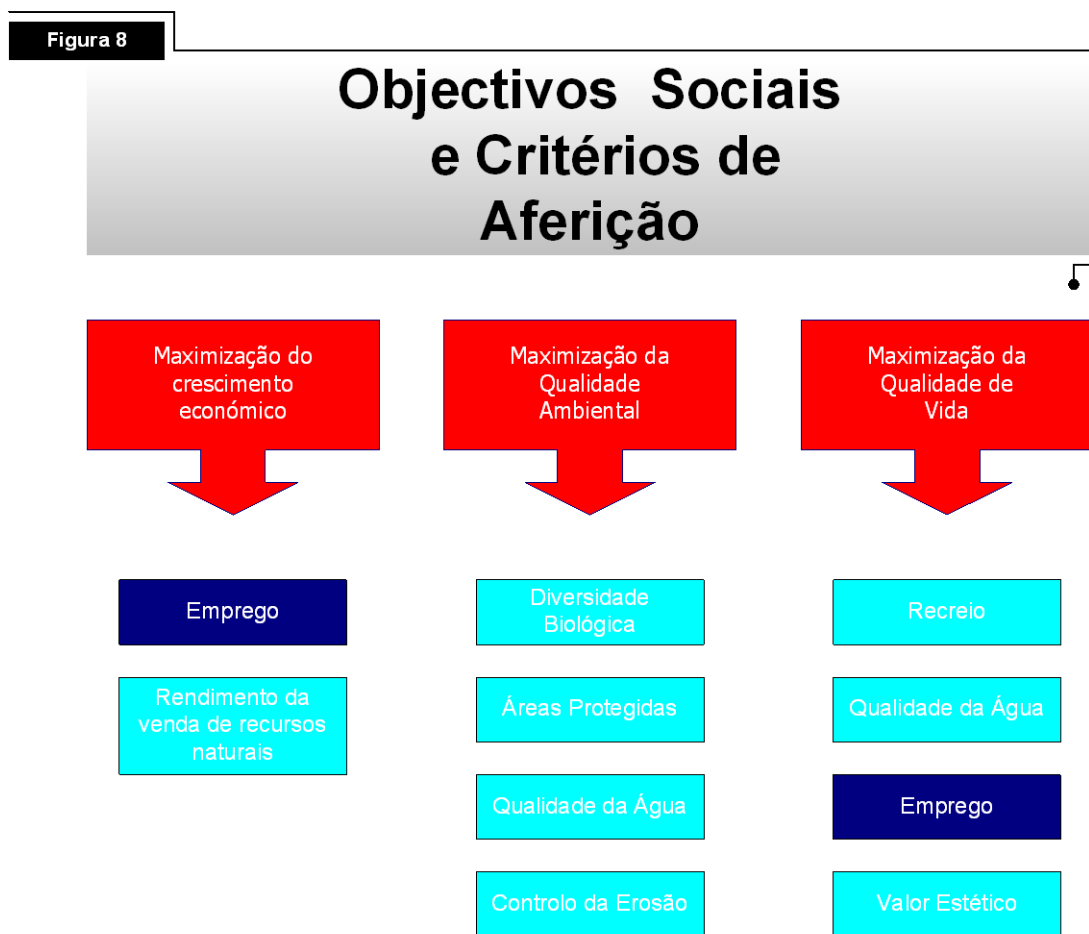 Figura 8
Objectivos Sociais
e Critérios de
Aferição
Maximização do
crescimento
económico
Maximização da
Qualidade
Ambiental
Maximização da
Qualidade de
Vida
Emprego
Rendimento da
venda de recursos
naturais
Diversidade
Biológica
Áreas Protegidas
Qualidade da Água
Controlo da Erosão
Recreio
Qualidade da Água
Emprego
Valor Estético